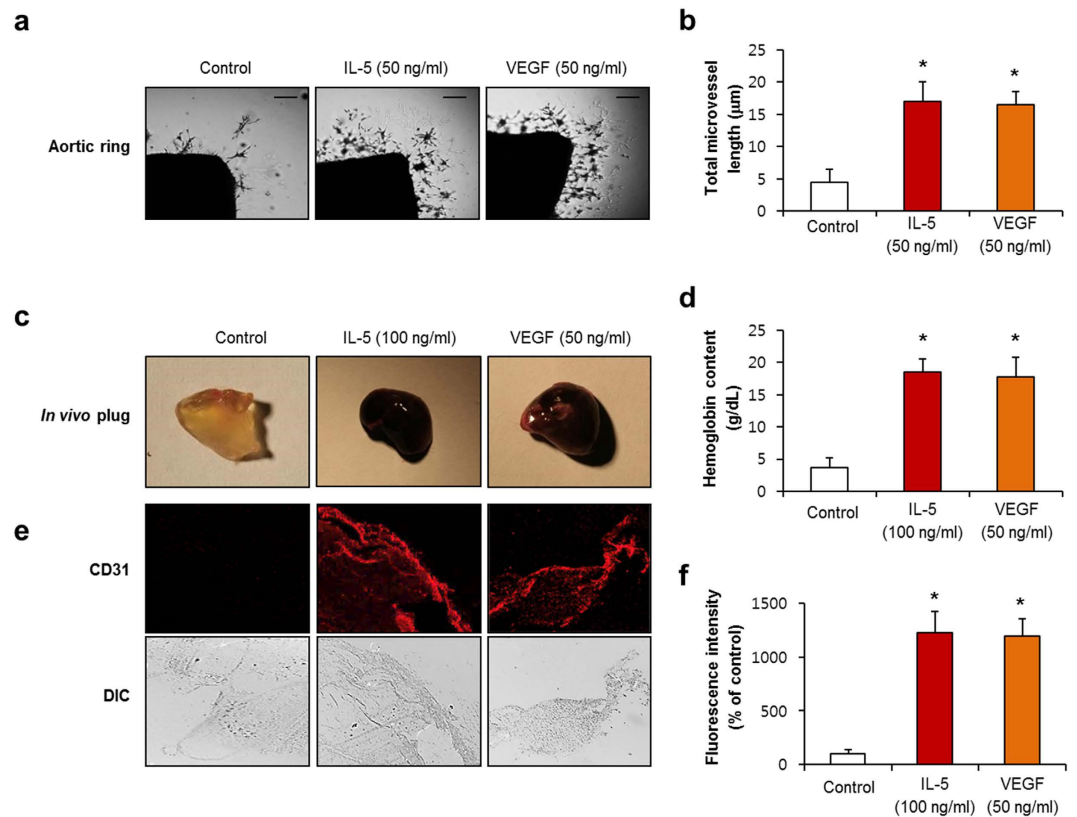 a
Control
IL-5 (50 ng/ml)
VEGF (50 ng/ml)
Aortic ring
b
Total microvessel
length (μm)
25
20
15
10
5
0
*
*
Control
IL-5
(50 ng/ml)
VEGF
(50 ng/ml)
c
Control
IL-5 (100 ng/ml)
VEGF (50 ng/ml)
In vivo plug
d
Hemoglobin content
(g/dL)
25
20
15
10
5
0
*
*
Control
IL-5
(100 ng/ml)
VEGF
(50 ng/ml)
e
CD31
DIC
f
Fluorescence intensity
(% of control)
1500
1000
500
0
*
*
Control
IL-5
(100 ng/ml)
VEGF
(50 ng/ml)